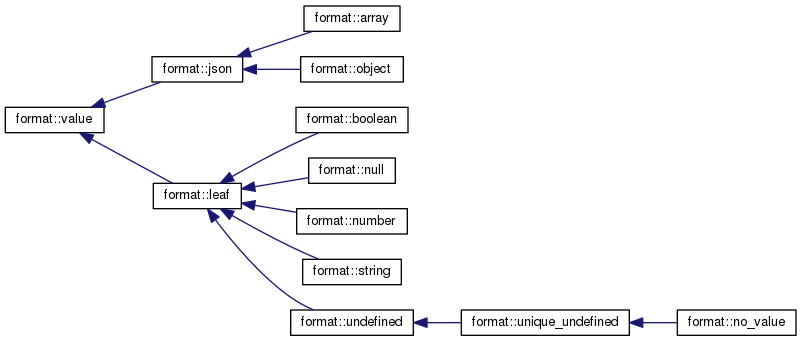 format::array
format::json
format::object
format::value
format::boolean
format::null
format::leaf
format::number
format::string
format::undefined
format::unique_undefined
format::no_value